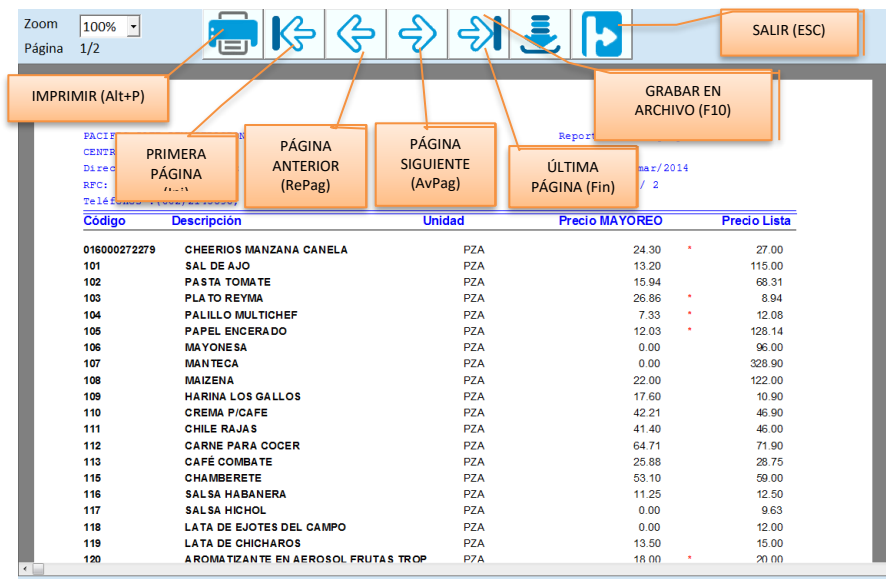 Zoom 100%
Página 1/2
SALIR (ESC)
IMPRIMIR (Alt+P)
GRABAR EN
ARCHIVO (F10)
PRIMERA
PÁGINA
PÁGINA
ANTERIOR
(RePag)
PÁGINA
SIGUIENTE
(AvPag)
ÚLTIMA
PÁGINA (Fin)
mar/2014
RFC: / 2
Código Descripción Unidad Precio MAYOREO Precio Lista
016000272279 CHEERIOS MANZANA CANELA PZA 24.30 * 27.00
101 SAL DE AJO PZA 13.20 115.00
102 PASTA TOMATE PZA 15.94 68.31
103 PLATO REYMA PZA 26.86 * 8.94
104 PALILLO MULTICHEF PZA 7.33 * 12.08
105 PAPEL ENCERADO PZA 12.03 * 128.14
106 MAYONESA PZA 0.00 96.00
107 MANTECA PZA 0.00 328.90
108 MAIZENA PZA 22.00 122.00
109 HARINA LOS GALLOS PZA 17.60 10.90
110 CREMA P/CAFE PZA 42.21 46.90
111 CHILE RAJAS PZA 41.40 46.00
112 CARNE PARA COCER PZA 64.71 71.90
113 CAFÉ COMBATE PZA 25.88 28.75
115 CHAMBERETE PZA 53.10 59.00
116 SALSA HABANERA PZA 11.25 12.50
117 SALSA HICHOL PZA 0.00 9.63
118 LATA DE EJOTES DEL CAMPO PZA 0.00 12.00
119 LATA DE CHICHAROS PZA 13.50 15.00
120 AROMATIZANTE EN AEROSOL FRUTAS TROP PZA 18.00 * 20.00